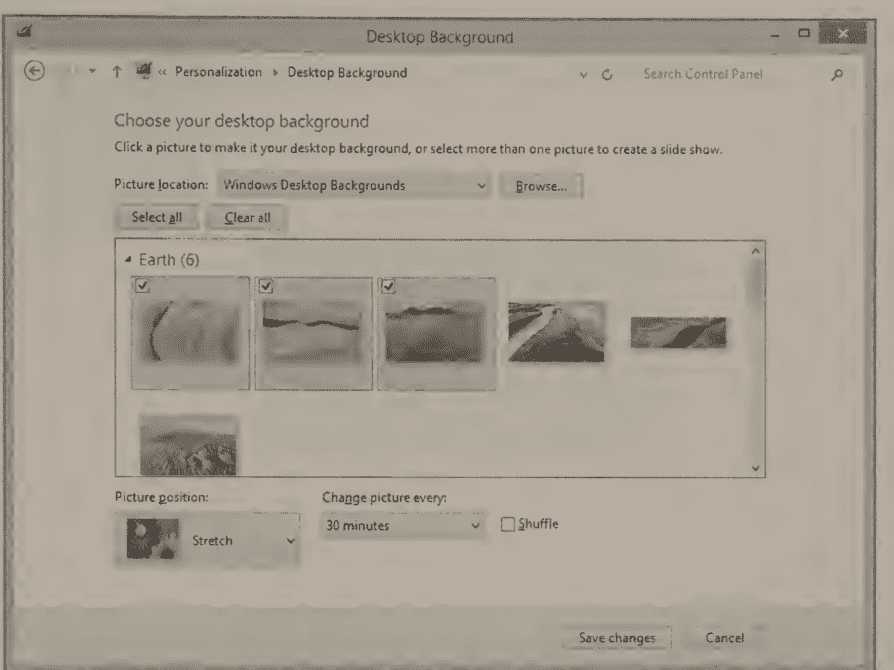 Desktop Background
« Personalization ▸ Desktop Background
Search Control Panel
Choose your desktop background
Click a picture to make it your desktop background, or select more than one picture to create a slide show.
Picture location: Windows Desktop Backgrounds Browse...
Select all Clear all
Earth (6)
Picture position: Change picture every:
Stretch 30 minutes Shuffle
Save changes Cancel